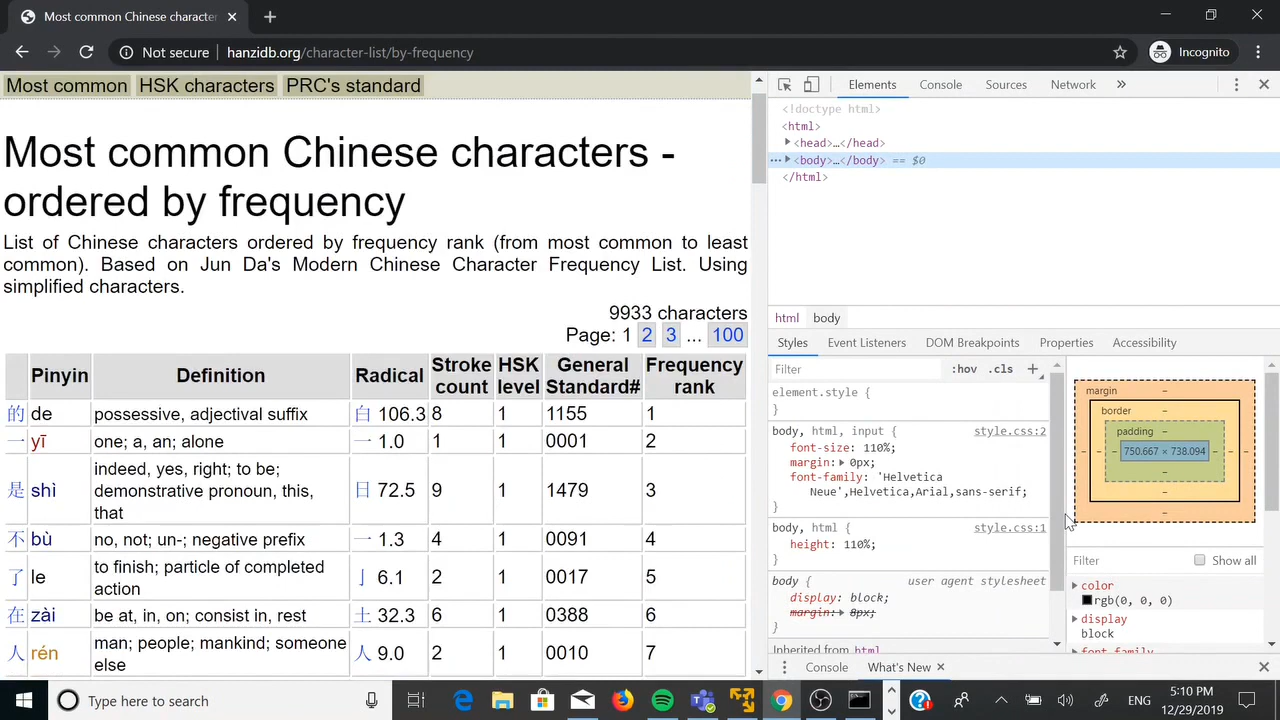 Most common Chinese character
Not secure | hanzidb.org/character-list/by-frequency
Incognito
Most common HSK characters PRC's standard
Most common Chinese characters -
ordered by frequency
List of Chinese characters ordered by frequency rank (from most common to least
common). Based on Jun Da's Modern Chinese Character Frequency List. Using
simplified characters.
9933 characters
Page: 1 2 3 ... 100
Pinyin Definition Radical Stroke count HSK level General Standard# Frequency rank
的 de possessive, adjectival suffix 白 106.3 8 1 1155 1
一 yī one; a, an; alone 一 1.0 1 1 0001 2
是 shì indeed, yes, right; to be; demonstrative pronoun, this, that 日 72.5 9 1 1479 3
不 bù no, not; un-; negative prefix 一 1.3 4 1 0091 4
了 le to finish; particle of completed action 亅 6.1 2 1 0017 5
在 zài be at, in, on; consist in, rest 土 32.3 6 1 0388 6
人 rén man; people; mankind; someone else 人 9.0 2 1 0010 7
Elements Console Sources Network »
<!doctype html>
<html>
<head>…</head>
… <body>…</body> == $0
</html>
html body
Styles Event Listeners DOM Breakpoints Properties Accessibility
Filter :hov .cls +
element.style {
}
body, html, input { style.css:2
font-size: 110%;
margin: 0px;
font-family: 'Helvetica
Neue',Helvetica,Arial,sans-serif;
}
body, html { style.css:1
height: 110%;
}
body { user agent stylesheet
display: block;
margin: 8px;
}
Inherited from html
margin –
border –
padding –
– – – 750.667 × 738.094 – – –
–
–
–
Filter Show all
color
rgb(0, 0, 0)
display
block
font-family
Console What's New
Type here to search
ENG
5:10 PM
12/29/2019